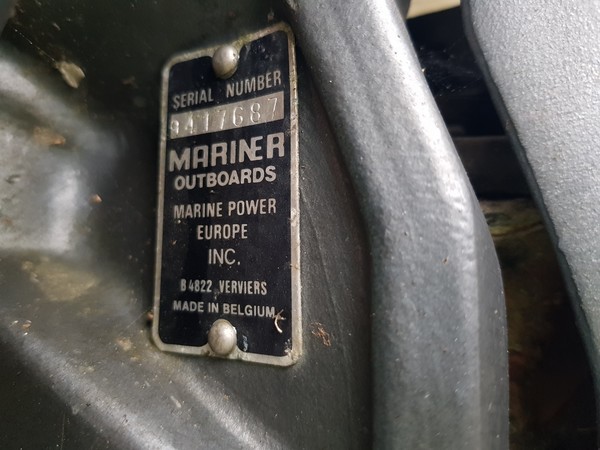 SERIAL NUMBER
9417687
MARINER
OUTBOARDS
MARINE POWER
EUROPE
INC.
B 4822 VERVIERS
MADE IN BELGIUM